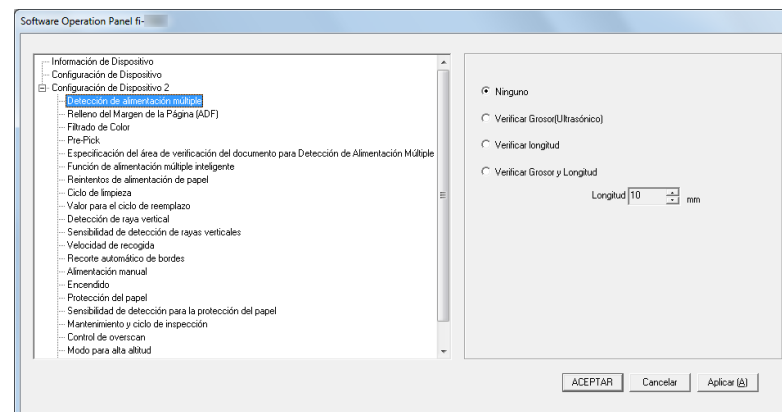 Software Operation Panel fi-
Información de Dispositivo
Configuración de Dispositivo
Configuración de Dispositivo 2
Detección de alimentación múltiple
Relleno del Margen de la Página (ADF)
Filtrado de Color
Pre-Pick
Especificación del área de verificación del documento para Detección de Alimentación Múltiple
Función de alimentación múltiple inteligente
Reintentos de alimentación de papel
Ciclo de limpieza
Valor para el ciclo de reemplazo
Detección de raya vertical
Sensibilidad de detección de rayas verticales
Velocidad de recogida
Recorte automático de bordes
Alimentación manual
Encendido
Protección del papel
Sensibilidad de detección para la protección del papel
Mantenimiento y ciclo de inspección
Control de overscan
Modo para alta altitud
Ninguno
Verificar Grosor(Ultrasónico)
Verificar longitud
Verificar Grosor y Longitud
Longitud 10 mm
ACEPTAR Cancelar Aplicar (A)